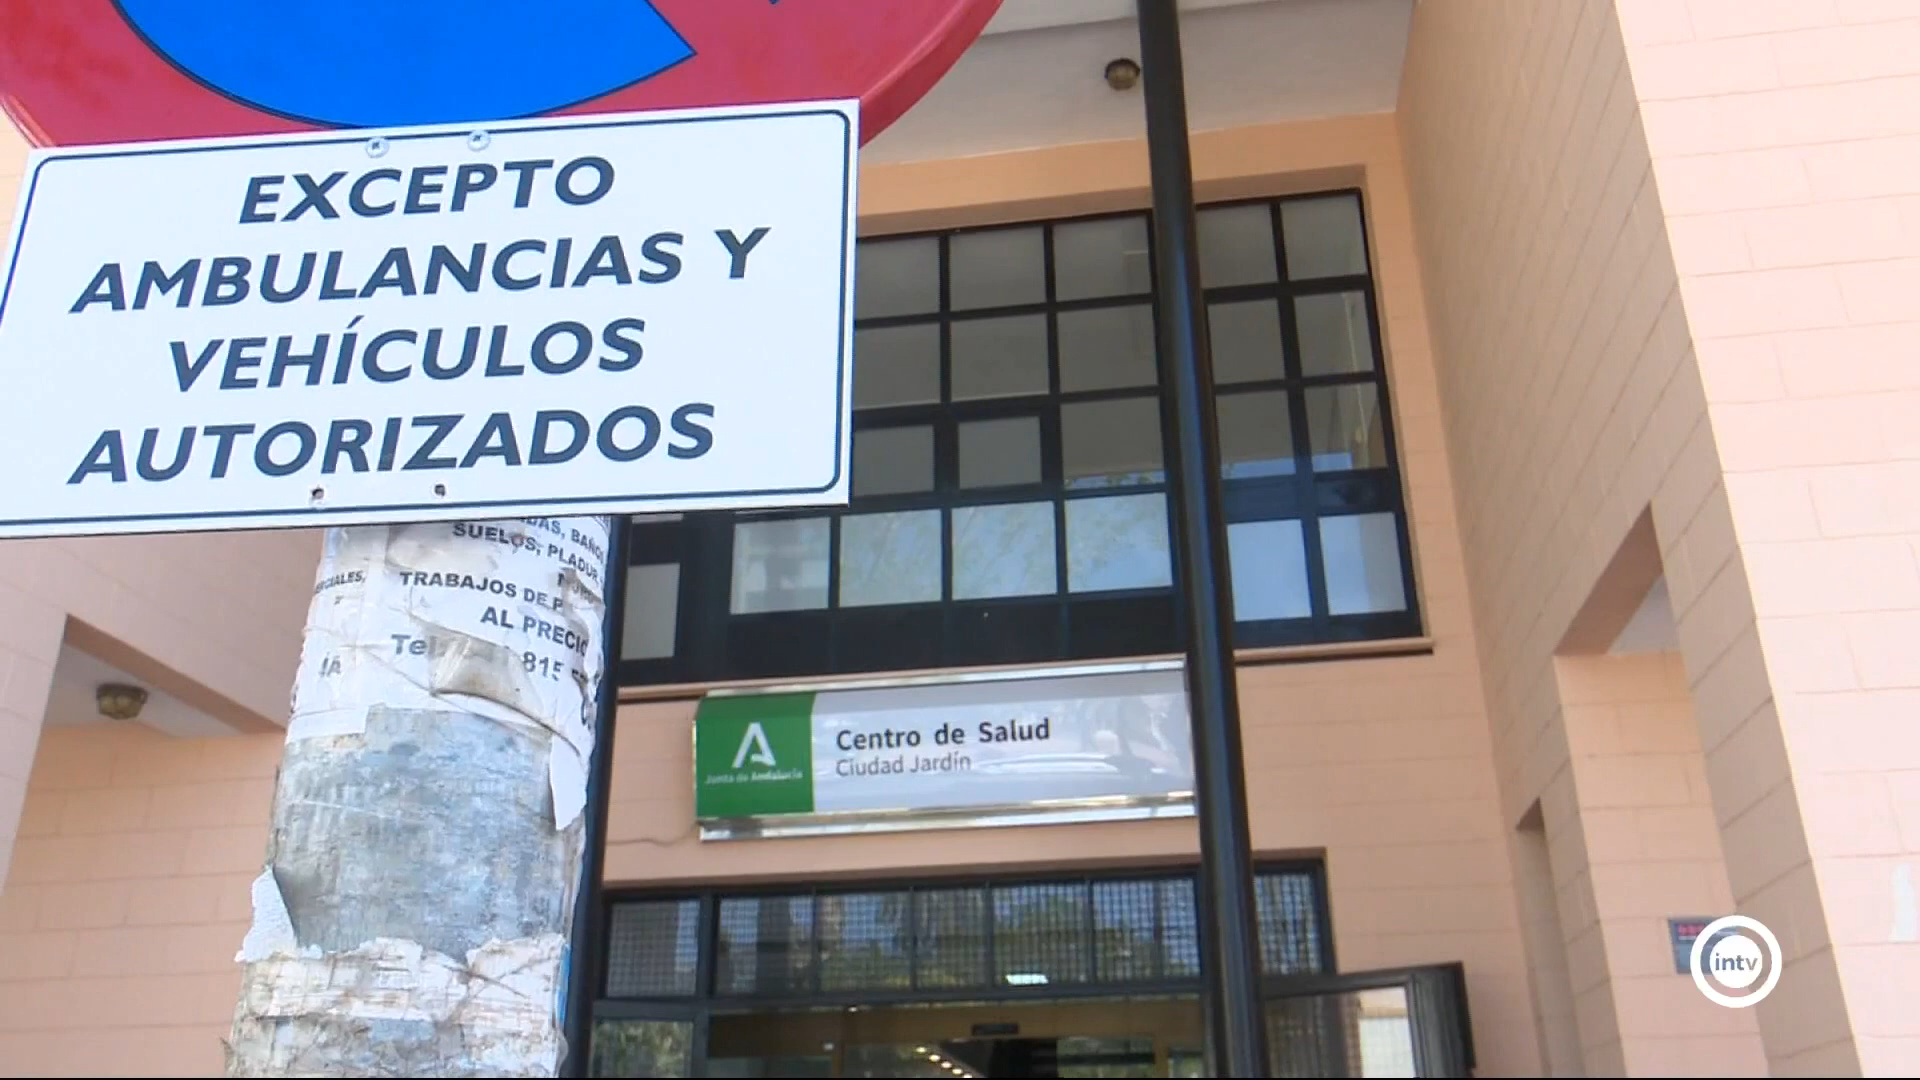 EXCEPTO
AMBULANCIAS Y
VEHÍCULOS
AUTORIZADOS
SUELOS, PLADUR
TRABAJOS DE P
AL PRECIO
Tel 815
Centro de Salud
Ciudad Jardín
Junta de Andalucía
intv